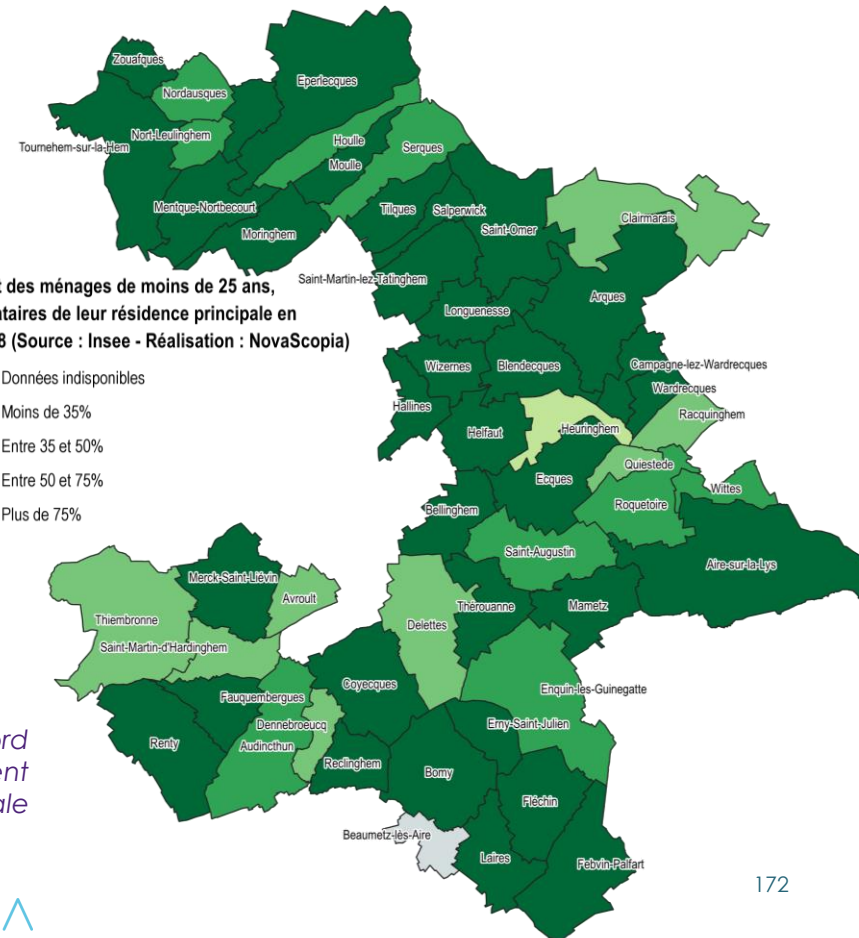 Zouafques
Eperlecques
Nordausques
Nort-Leulinghem
Tournehem-sur-la-Hem
Houlle
Serques
Moulle
Mentque-Nortbecourt
Tilques
Salperwick
Clairmarais
Moringhem
Saint-Omer
Saint-Martin-lez-Tatinghem
des ménages de moins de 25 ans,
de leur résidence principale en
(Source : Insee - Réalisation : NovaScopia)
Données indisponibles
Moins de 35%
Entre 35 et 50%
Entre 50 et 75%
Plus de 75%
Arques
Longuenesse
Wizernes
Blendecques
Campagne-lez-Wardrecques
Wardrecques
Hallines
Racquinghem
Helfaut
Heuringhem
Quiestede
Ecques
Wittes
Roquetoire
Bellinghem
Saint-Augustin
Aire-sur-la-Lys
Merck-Saint-Liévin
Avroult
Thérouanne
Mametz
Thiembronne
Delettes
Saint-Martin-d'Hardinghem
Coyecques
Enquin-les-Guinegatte
Fauquembergues
Dennebroeucq
Erny-Saint-Julien
Renty
Audincthun
Reclinghem
Bomy
Fléchin
Beaumetz-lès-Aire
Laires
Febvin-Palfart
172